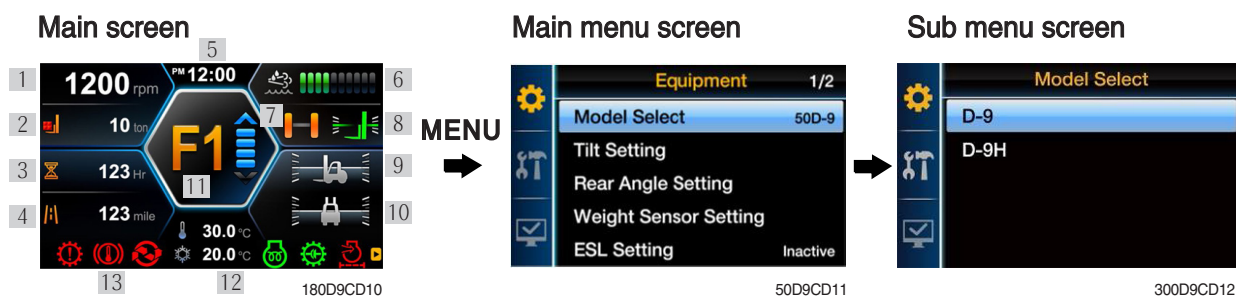 Main screen
Main menu screen
Sub menu screen
5
1
1200 rpm
PM 12:00
6
2
10 ton
7
8
3
123 Hr
F1
11
9
4
123 mile
10
30.0 °C
20.0 °C
13
12
180D9CD10
MENU
Equipment 1/2
Model Select 50D-9
Tilt Setting
Rear Angle Setting
Weight Sensor Setting
ESL Setting Inactive
50D9CD11
Model Select
D-9
D-9H
300D9CD12